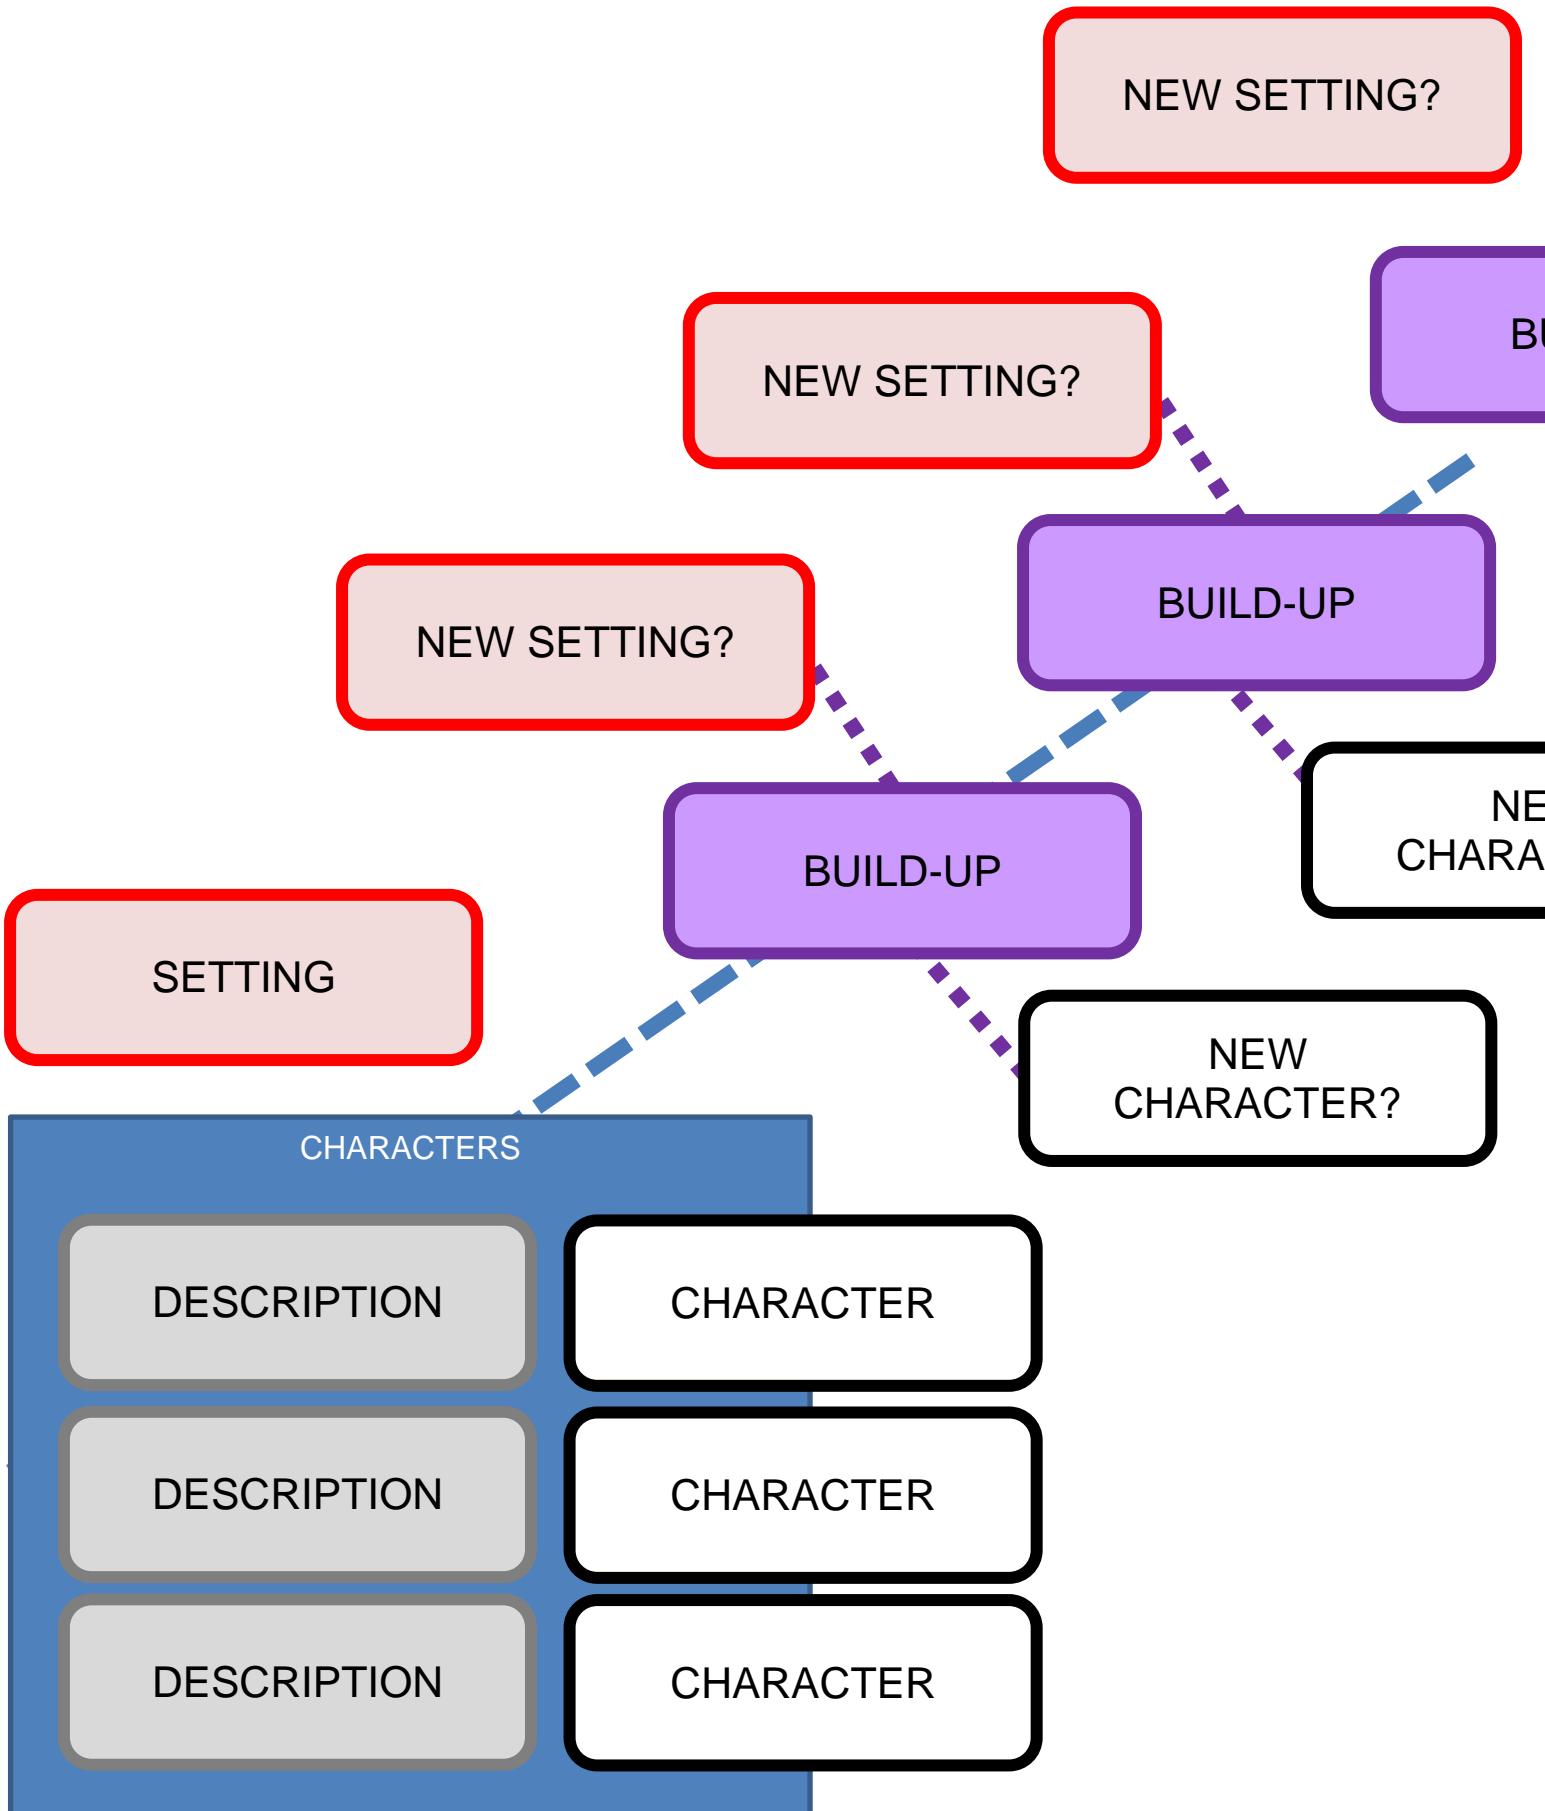 NEW SETTING?
NEW SETTING?
BUILD-UP
NEW SETTING?
BUILD-UP
SETTING
NEW
CHARACTER?
CHARACTERS
DESCRIPTION
CHARACTER
DESCRIPTION
CHARACTER
DESCRIPTION
CHARACTER